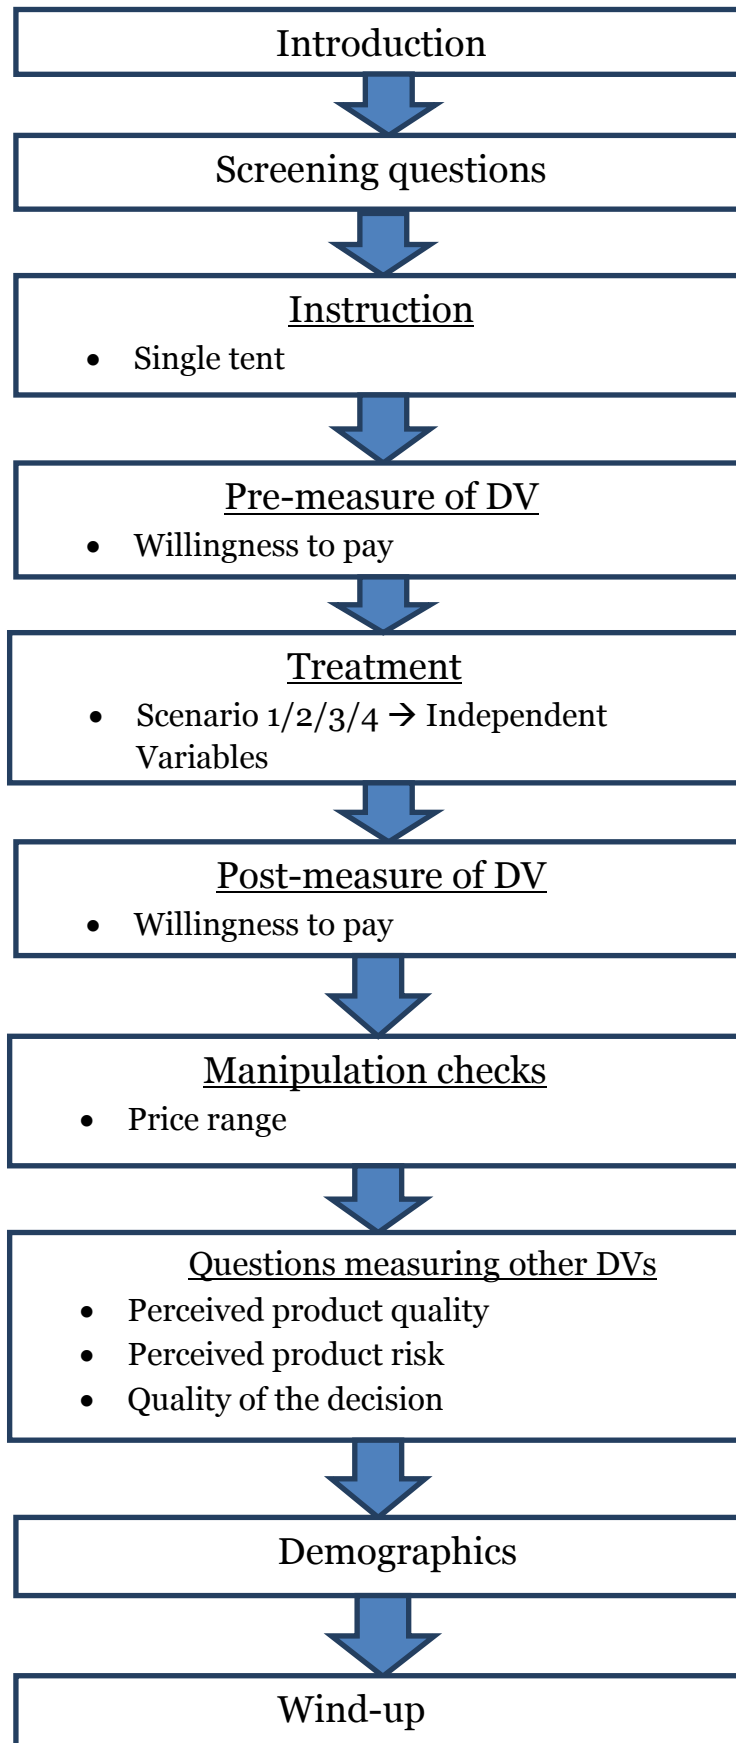 Introduction
Screening questions
Instruction
• Single tent
Pre-measure of DV
• Willingness to pay
Treatment
• Scenario 1/2/3/4 → Independent
Variables
Post-measure of DV
• Willingness to pay
Manipulation checks
• Price range
Questions measuring other DVs
• Perceived product quality
• Perceived product risk
• Quality of the decision
Demographics
Wind-up